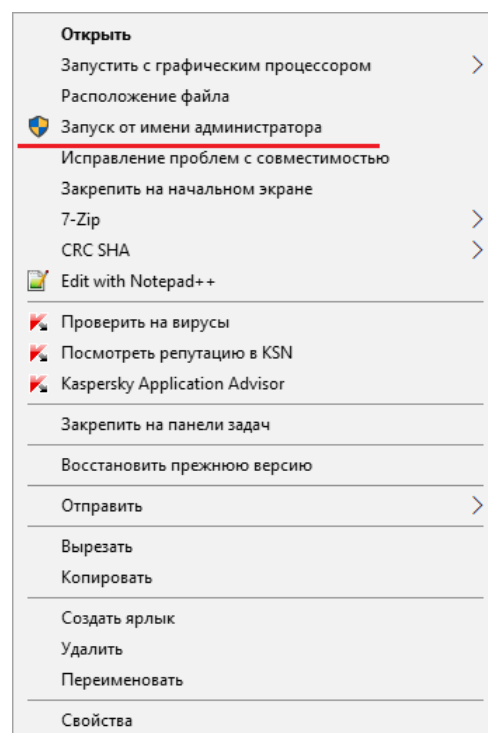 Открыть
Запустить с графическим процессором
Расположение файла
Запуск от имени администратора
Исправление проблем с совместимостью
Закрепить на начальном экране
7-Zip
CRC SHA
Edit with Notepad++
Проверить на вирусы
Посмотреть репутацию в KSN
Kaspersky Application Advisor
Закрепить на панели задач
Восстановить прежнюю версию
Отправить
Вырезать
Копировать
Создать ярлык
Удалить
Переименовать
Свойства